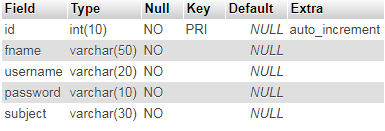 Field Type Null Key Default Extra
id int(10) NO PRI NULL auto_increment
fname varchar(50) NO NULL
username varchar(20) NO NULL
password varchar(10) NO NULL
subject varchar(30) NO NULL